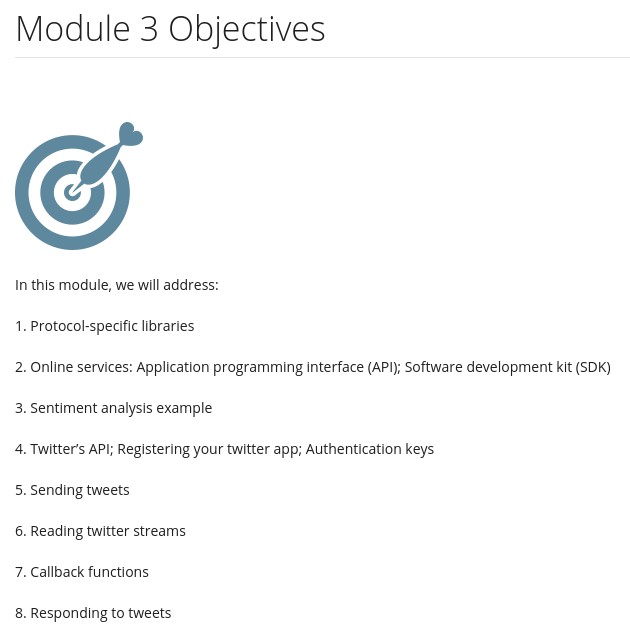 Module 3 Objectives
In this module, we will address:
1. Protocol-specific libraries
2. Online services: Application programming interface (API); Software development kit (SDK)
3. Sentiment analysis example
4. Twitter’s API; Registering your twitter app; Authentication keys
5. Sending tweets
6. Reading twitter streams
7. Callback functions
8. Responding to tweets